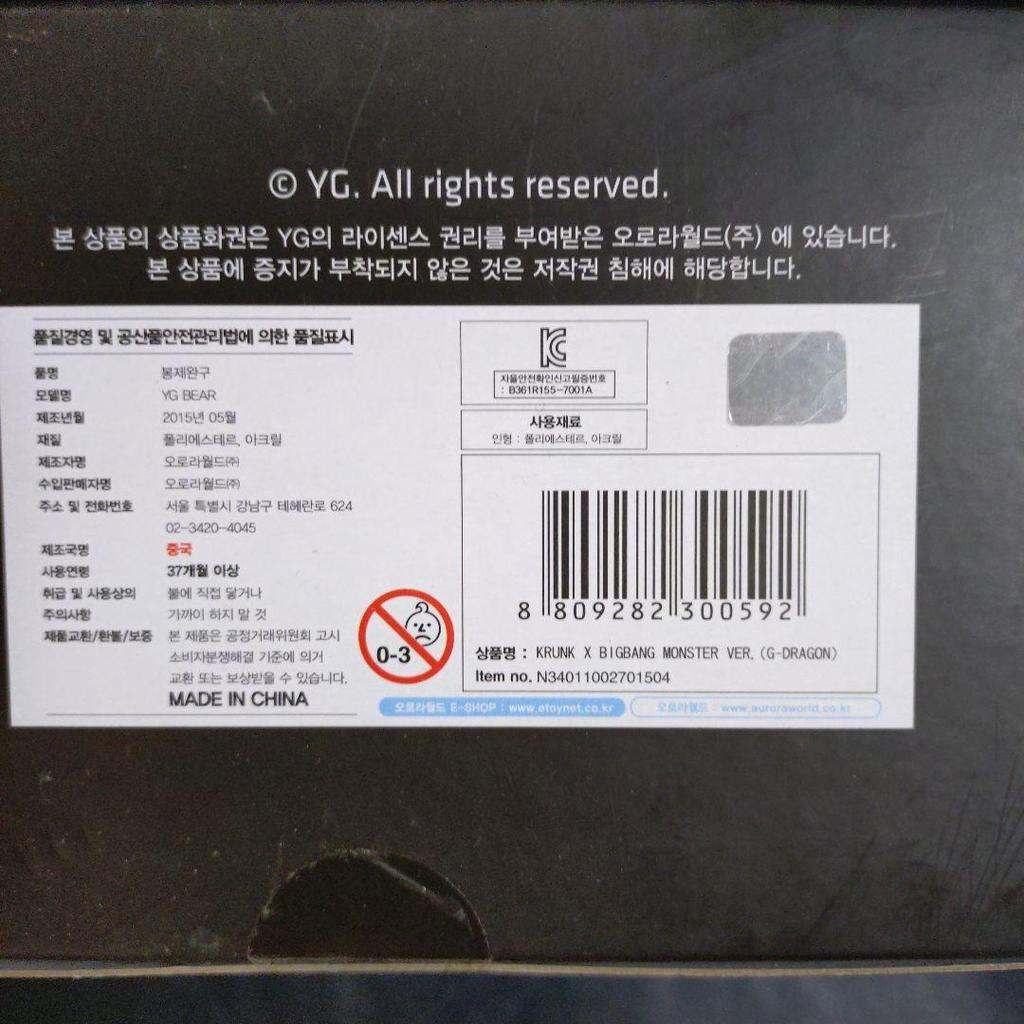 © YG. All rights reserved.
본 상품의 상품화권은 YG의 라이센스 권리를 부여받은 오로라월드(주) 에 있습니다.
본 상품에 증지가 부착되지 않은 것은 저작권 침해에 해당합니다.
품질경영 및 공산품안전관리법에 의한 품질표시
품명 봉제완구
모델명 YG BEAR
제조년월 2015년 05월
재질 폴리에스테르, 아크릴
제조자명 오로라월드㈜
수입판매자명 오로라월드㈜
주소 및 전화번호 서울 특별시 강남구 테헤란로 624
02-3420-4045
제조국명 중국
사용연령 37개월 이상
취급 및 사용상의 불에 직접 닿거나
주의사항 가까이 하지 말 것
제품교환/환불/보증 본 제품은 공정거래위원회 고시
소비자분쟁해결 기준에 의거
교환 또는 보상받을 수 있습니다.
MADE IN CHINA
0-3
자율안전확인신고필증번호
: B361R155-7001A
사용재료
인형 : 폴리에스테르, 아크릴
8 809282 300592
상품명 : KRUNK X BIGBANG MONSTER VER. (G-DRAGON)
Item no. N34011002701504
오로라월드 E-SHOP : www.etoynet.co.kr
오로라월드 : www.auroraworld.co.kr